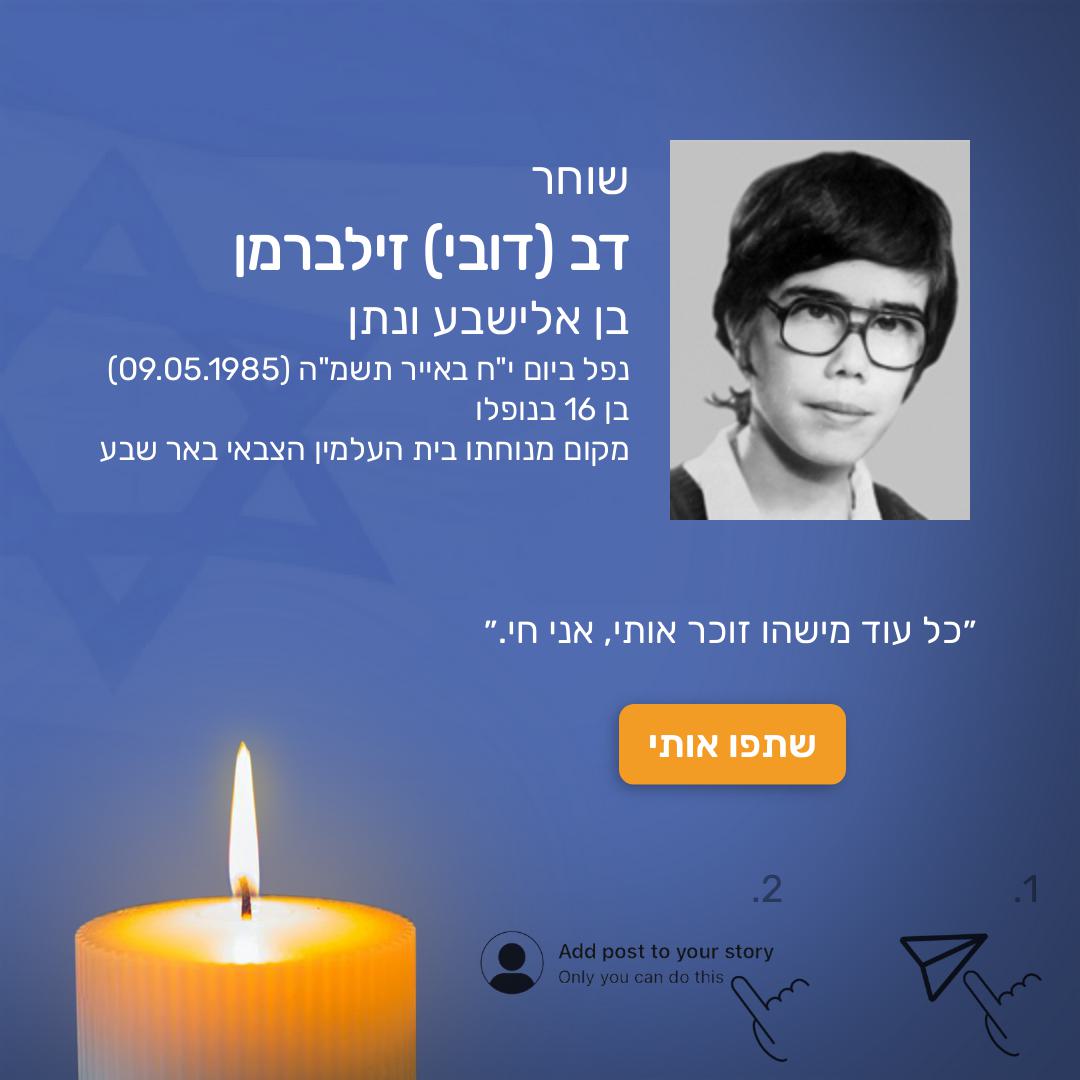 שוחר
דב (דובי) זילברמן
בן אלישבע ונתן
נפל ביום י"ח באייר תשמ"ה (09.05.1985)
בן 16 בנופלו
מקום מנוחתו בית העלמין הצבאי באר שבע
״כל עוד מישהו זוכר אותי, אני חי.״
שתפו אותי
1.
2.
Add post to your story
Only you can do this